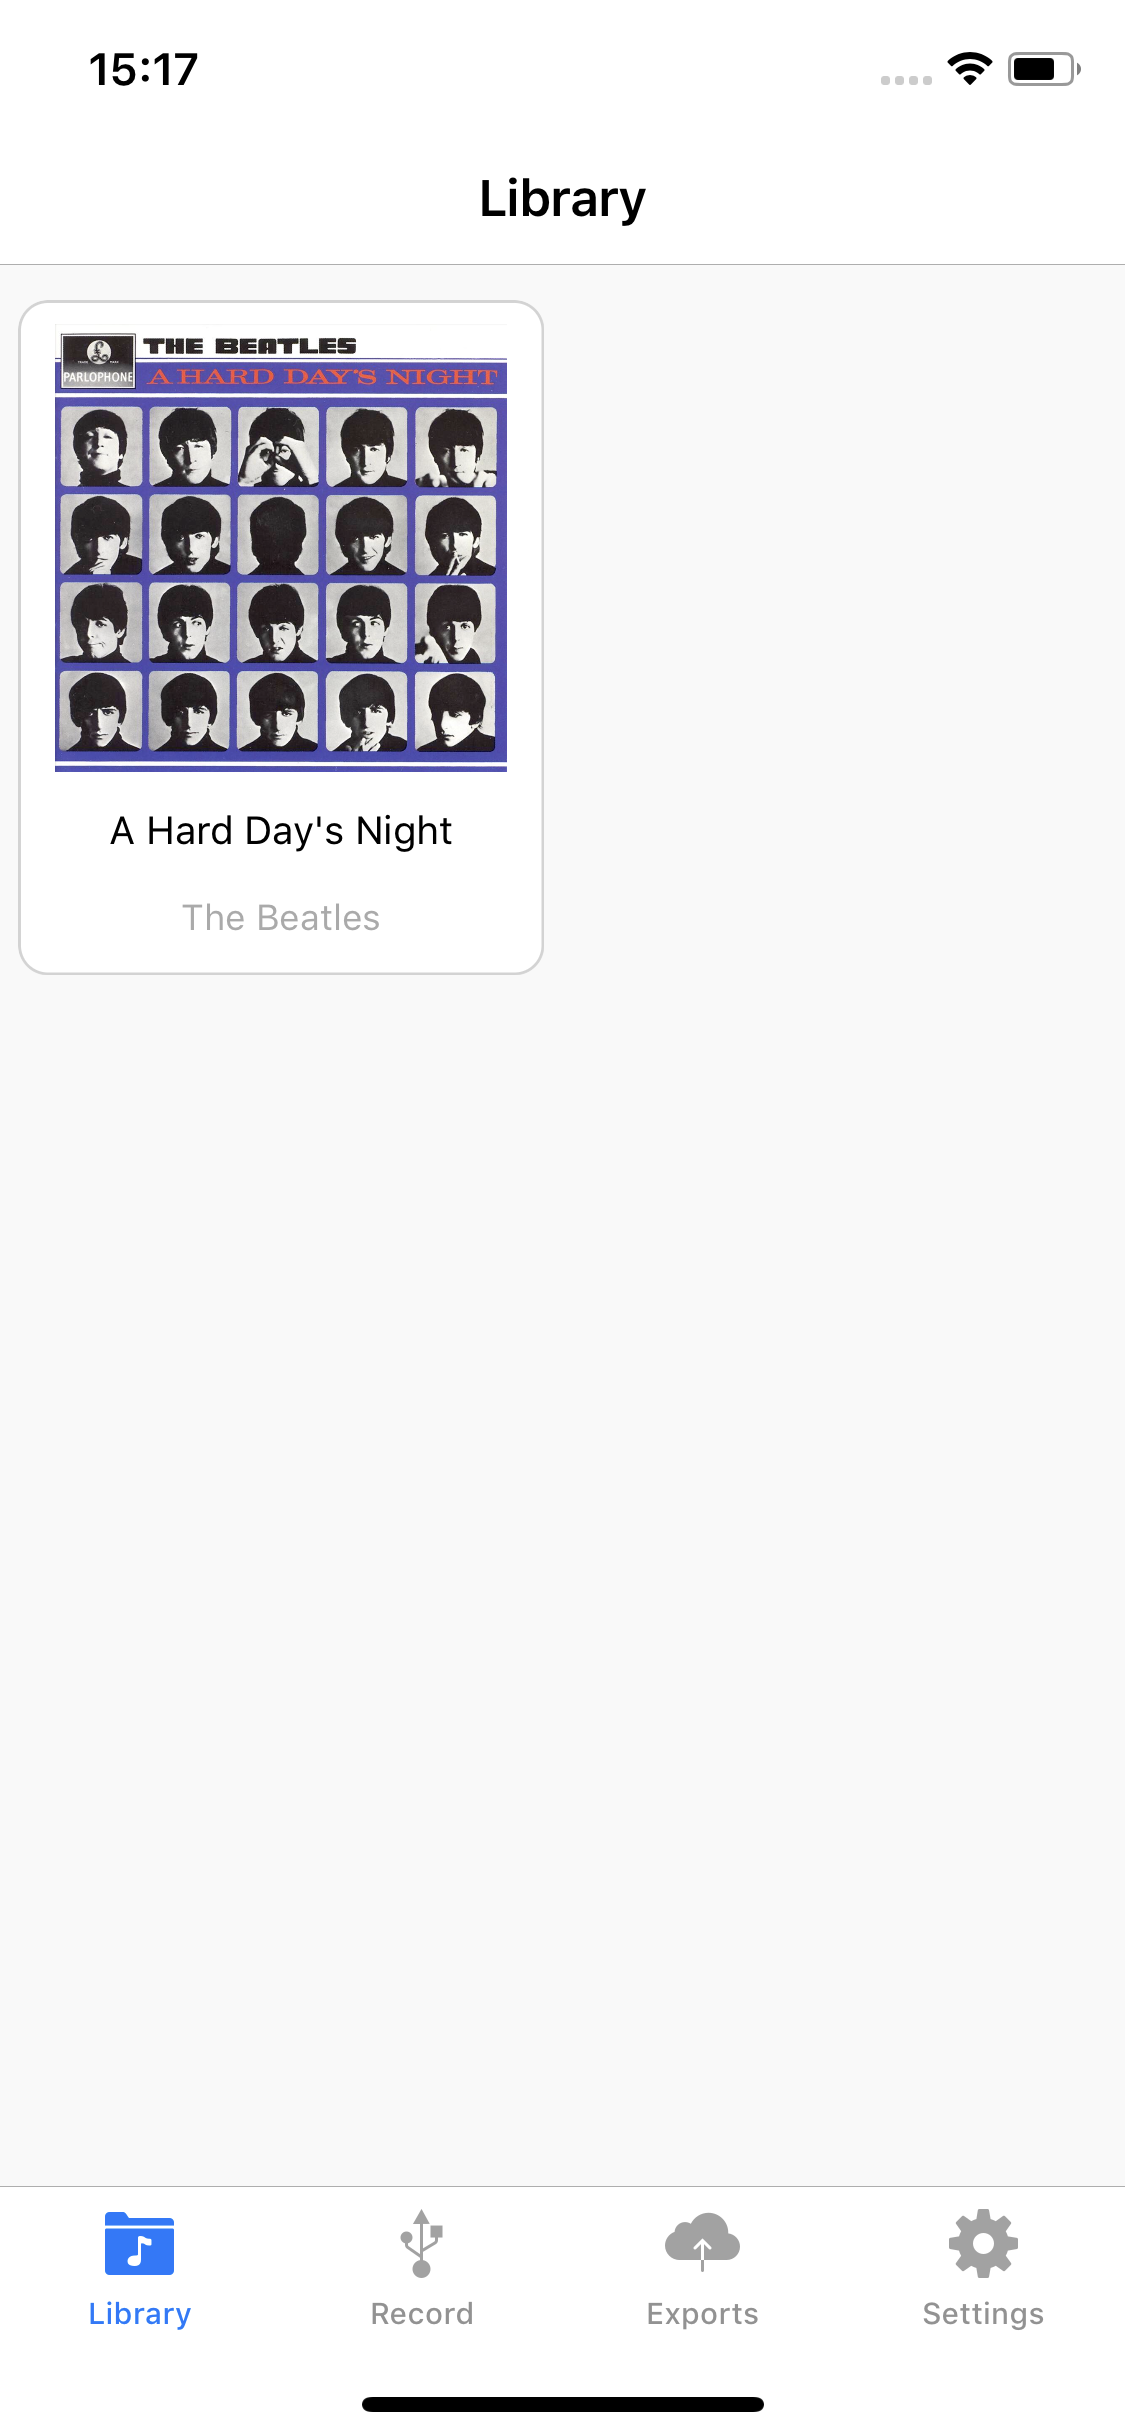 15:17
Library
THE BEATLES
PARLOPHONE
A HARD DAY'S NIGHT
A Hard Day's Night
The Beatles
Library
Record
Exports
Settings